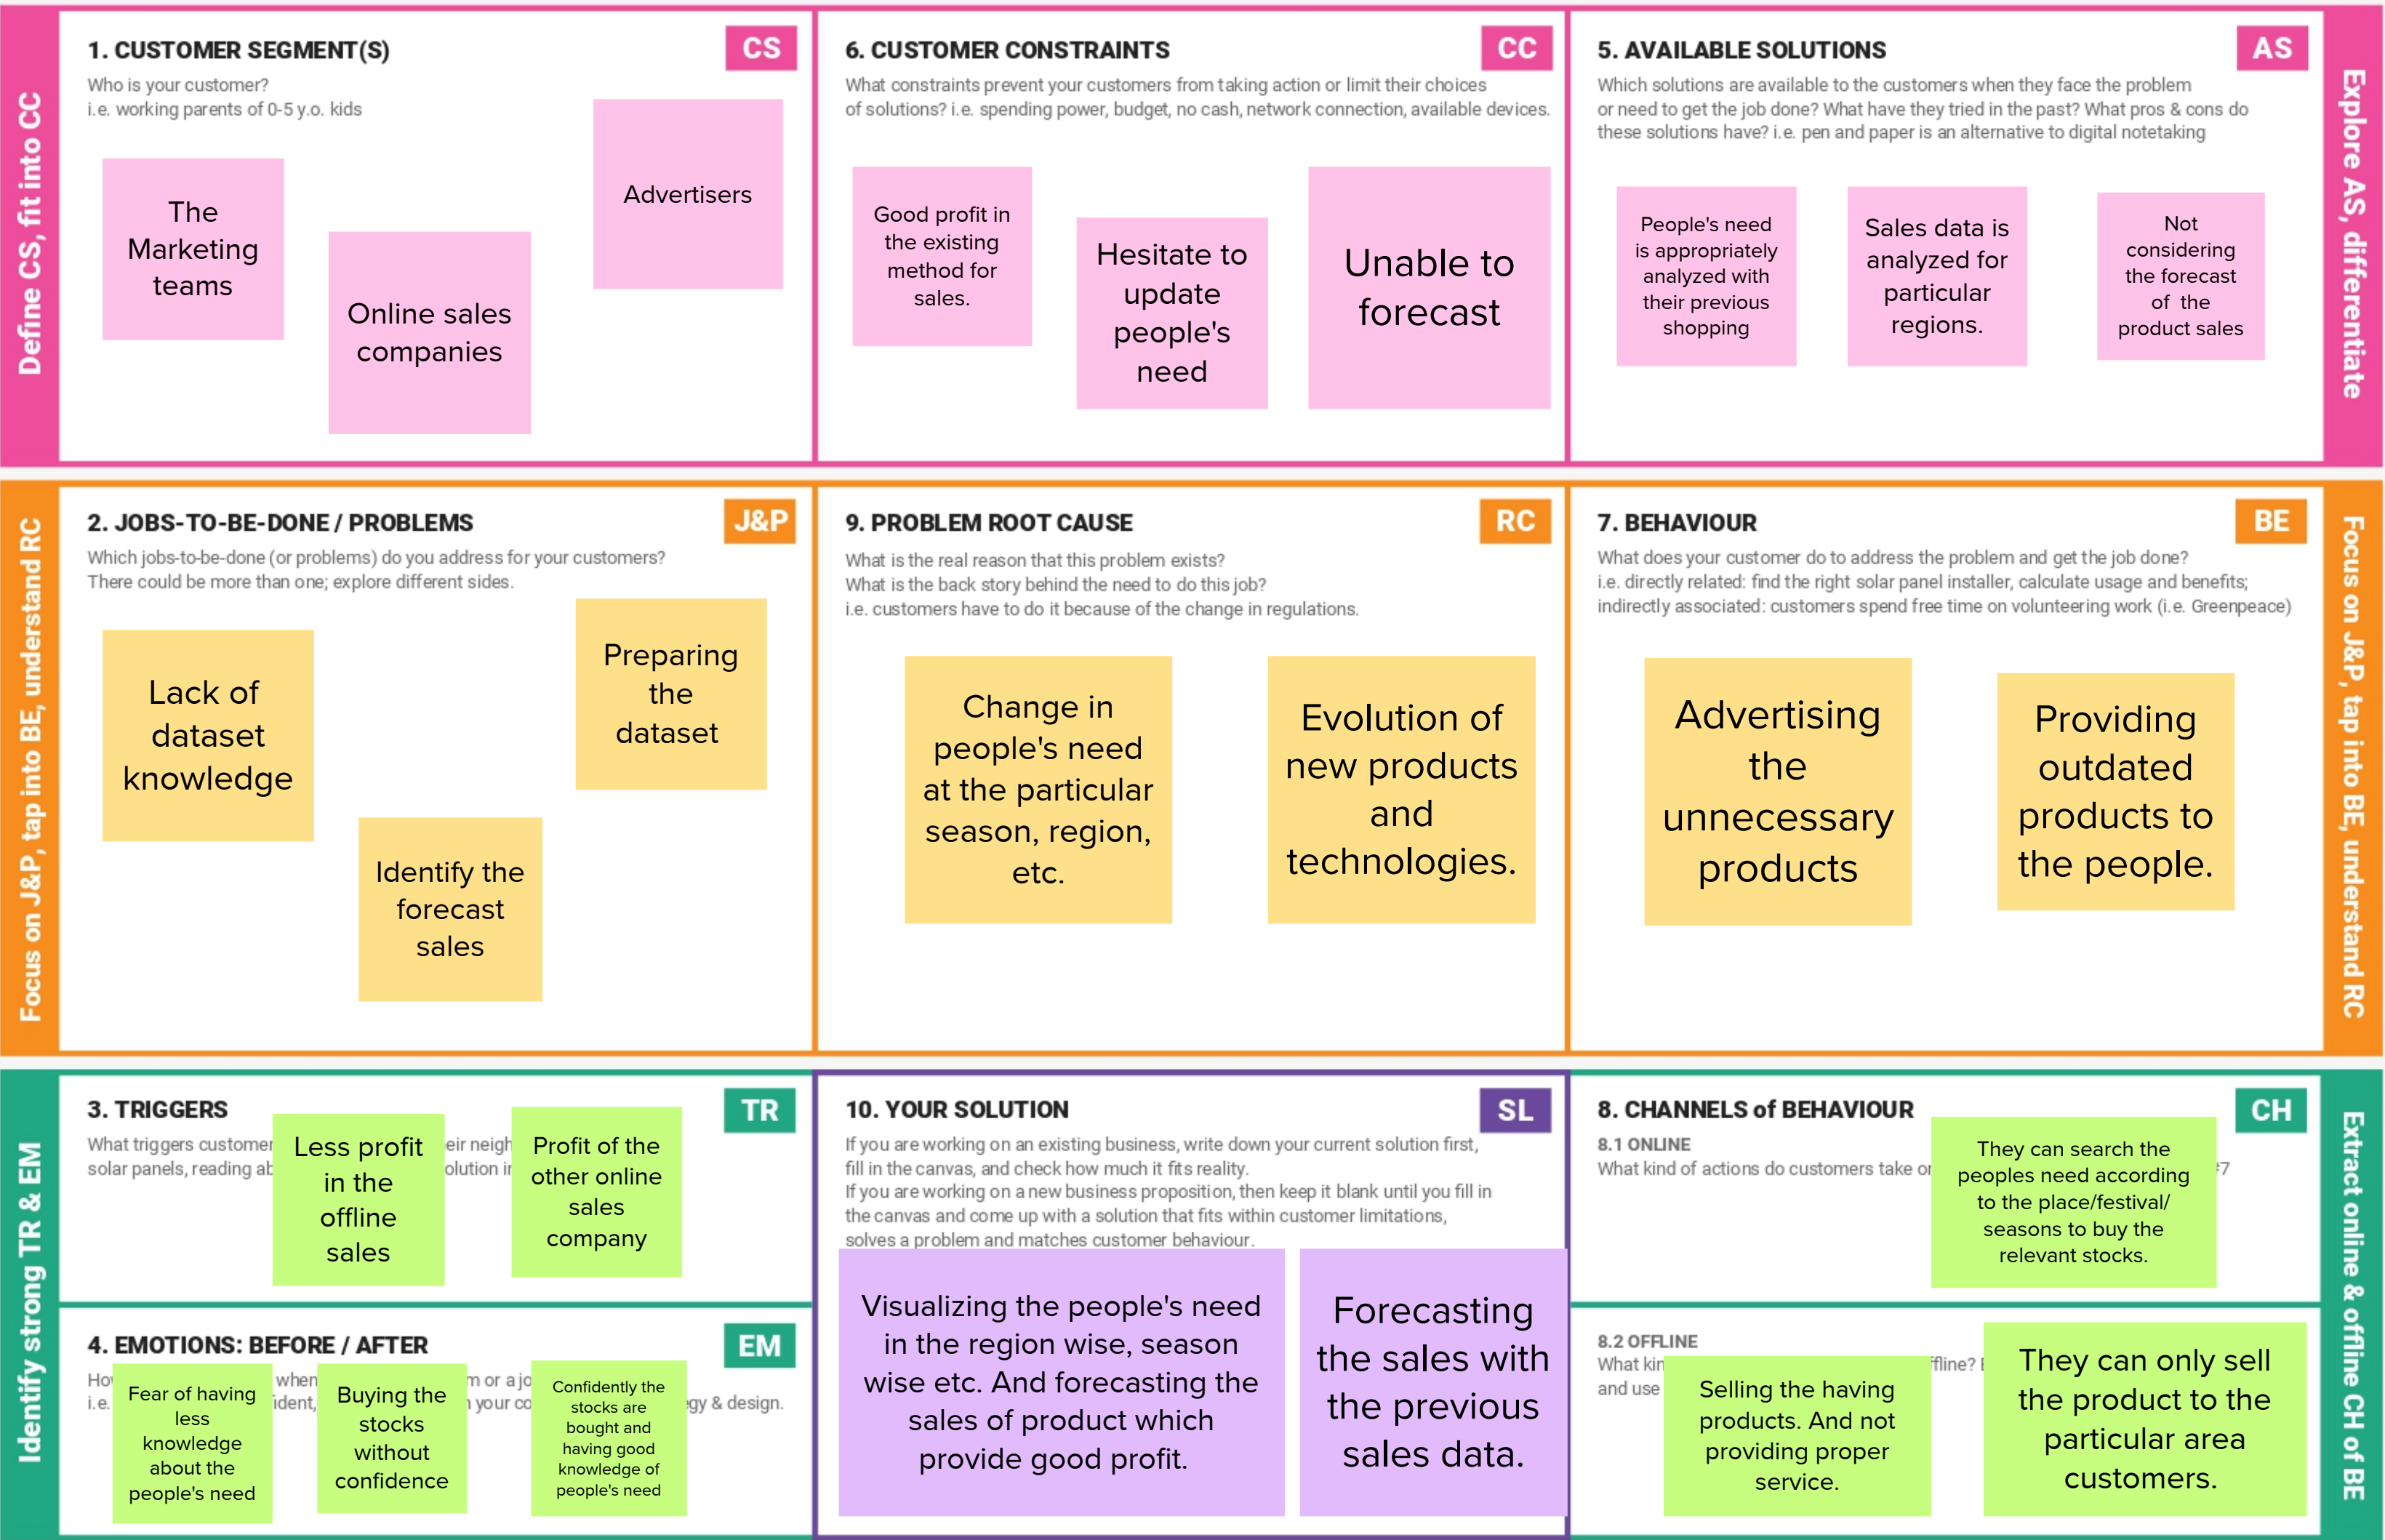 Define CS, fit into CC
1. CUSTOMER SEGMENT(S)
CS
Who is your customer?
i.e. working parents of 0-5 y.o. kids
The
Marketing
teams
Online sales
companies
Advertisers
6. CUSTOMER CONSTRAINTS
CC
What constraints prevent your customers from taking action or limit their choices
of solutions? i.e. spending power, budget, no cash, network connection, available devices.
Good profit in
the existing
method for
sales.
Hesitate to
update
people's
need
Unable to
forecast
5. AVAILABLE SOLUTIONS
AS
Which solutions are available to the customers when they face the problem
or need to get the job done? What have they tried in the past? What pros & cons do
these solutions have? i.e. pen and paper is an alternative to digital notetaking
People's need
is appropriately
analyzed with
their previous
shopping
Sales data is
analyzed for
particular
regions.
Not
considering
the forecast
of the
product sales
Explore AS, differentiate
Focus on J&P, tap into BE, understand RC
2. JOBS-TO-BE-DONE / PROBLEMS
J&P
Which jobs-to-be-done (or problems) do you address for your customers?
There could be more than one; explore different sides.
Lack of
dataset
knowledge
Identify the
forecast
sales
Preparing
the
dataset
9. PROBLEM ROOT CAUSE
RC
What is the real reason that this problem exists?
What is the back story behind the need to do this job?
i.e. customers have to do it because of the change in regulations.
Change in
people's need
at the particular
season, region,
etc.
Evolution of
new products
and
technologies.
7. BEHAVIOUR
BE
What does your customer do to address the problem and get the job done?
i.e. directly related: find the right solar panel installer, calculate usage and benefits;
indirectly associated: customers spend free time on volunteering work (i.e. Greenpeace)
Advertising
the
unnecessary
products
Providing
outdated
products to
the people.
Focus on J&P, tap into BE, understand RC
Identify strong TR & EM
3. TRIGGERS
TR
What triggers customer
solar panels, reading
Less profit
in the
offline
sales
Profit of the
other online
sales
company
4. EMOTIONS: BEFORE / AFTER
EM
when or a
i.e. your & design.
Fear of having
less
knowledge
about the
people's need
Buying the
stocks
without
confidence
Confidently the
stocks are
bought and
having good
knowledge of
people's need
10. YOUR SOLUTION
SL
If you are working on an existing business, write down your current solution first,
fill in the canvas, and check how much it fits reality.
If you are working on a new business proposition, then keep it blank until you fill in
the canvas and come up with a solution that fits within customer limitations,
solves a problem and matches customer behaviour.
Visualizing the people's need
in the region wise, season
wise etc. And forecasting the
sales of product which
provide good profit.
Forecasting
the sales with
the previous
sales data.
8. CHANNELS of BEHAVIOUR
CH
8.1 ONLINE
What kind of actions do customers take #7
They can search the
peoples need according
to the place/festival/
seasons to buy the
relevant stocks.
8.2 OFFLINE
What
and use
Selling the having
products. And not
providing proper
service.
They can only sell
the product to the
particular area
customers.
Extract online & offline CH of BE